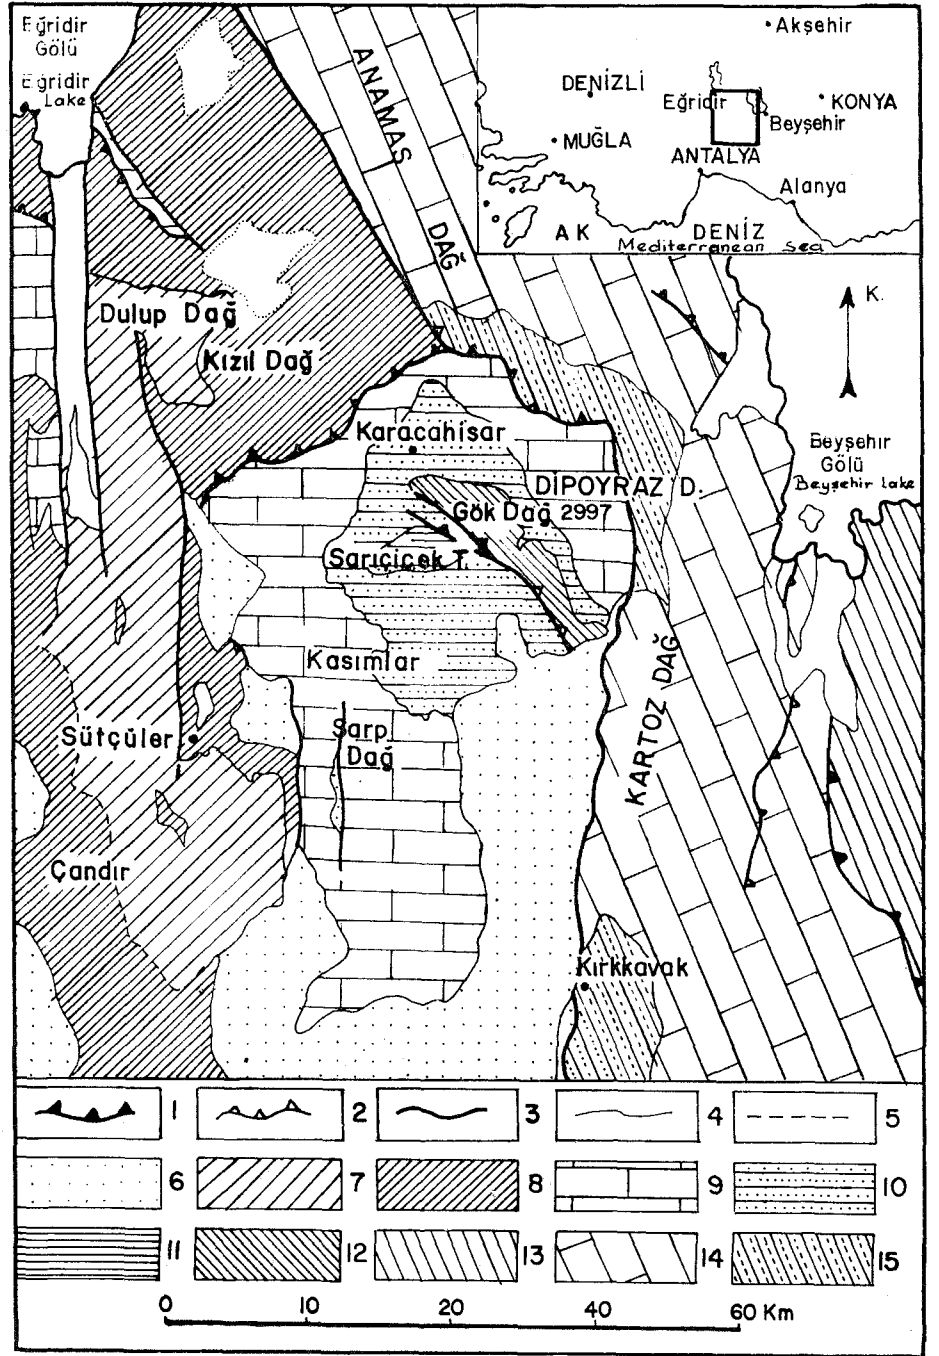 Eğridir
Gölü
Eğridir
Lake
ANAMAS
DAĞ
Akşehir
DENİZLİ
Eğridir
KONYA
Beyşehir
MUĞLA
ANTALYA
Alanya
AK DENİZ
Mediterranean Sea
K.
Dulup Dağ
Kızıl Dağ
Karacahisar
DİPOYRAZ D.
Gök Dağ 2997
Beyşehir
Gölü
Beyşehir lake
Sarıçiçek T.
Kasımlar
KARTOZ DAĞ
Sütçüler
Sarp
Dağ
Çandır
Kırkkavak
1 2 3 4 5
6 7 8 9 10
11 12 13 14 15
0 10 20 40 60 Km